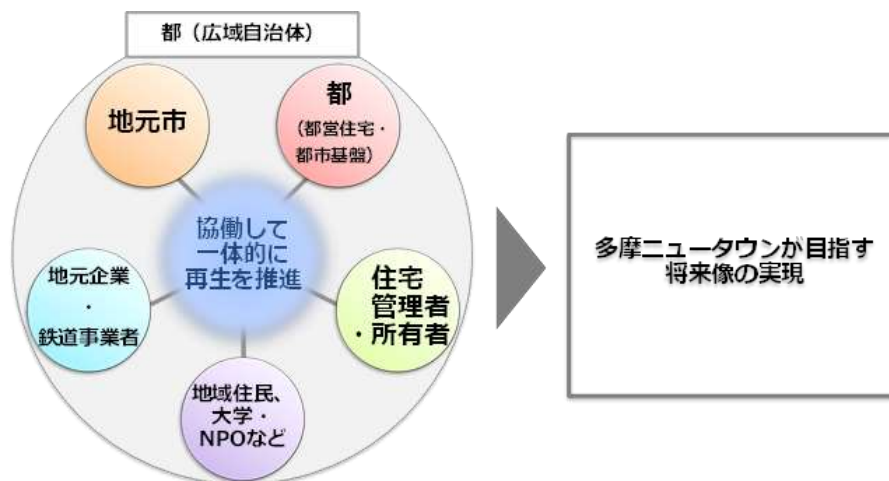 都（広域自治体）
地元市
都
（都営住宅・
都市基盤）
協働して
一体的に
再生を推進
地元企業
・
鉄道事業者
住宅
管理者
・所有者
地域住民、
大学・
NPOなど
多摩ニュータウンが目指す
将来像の実現